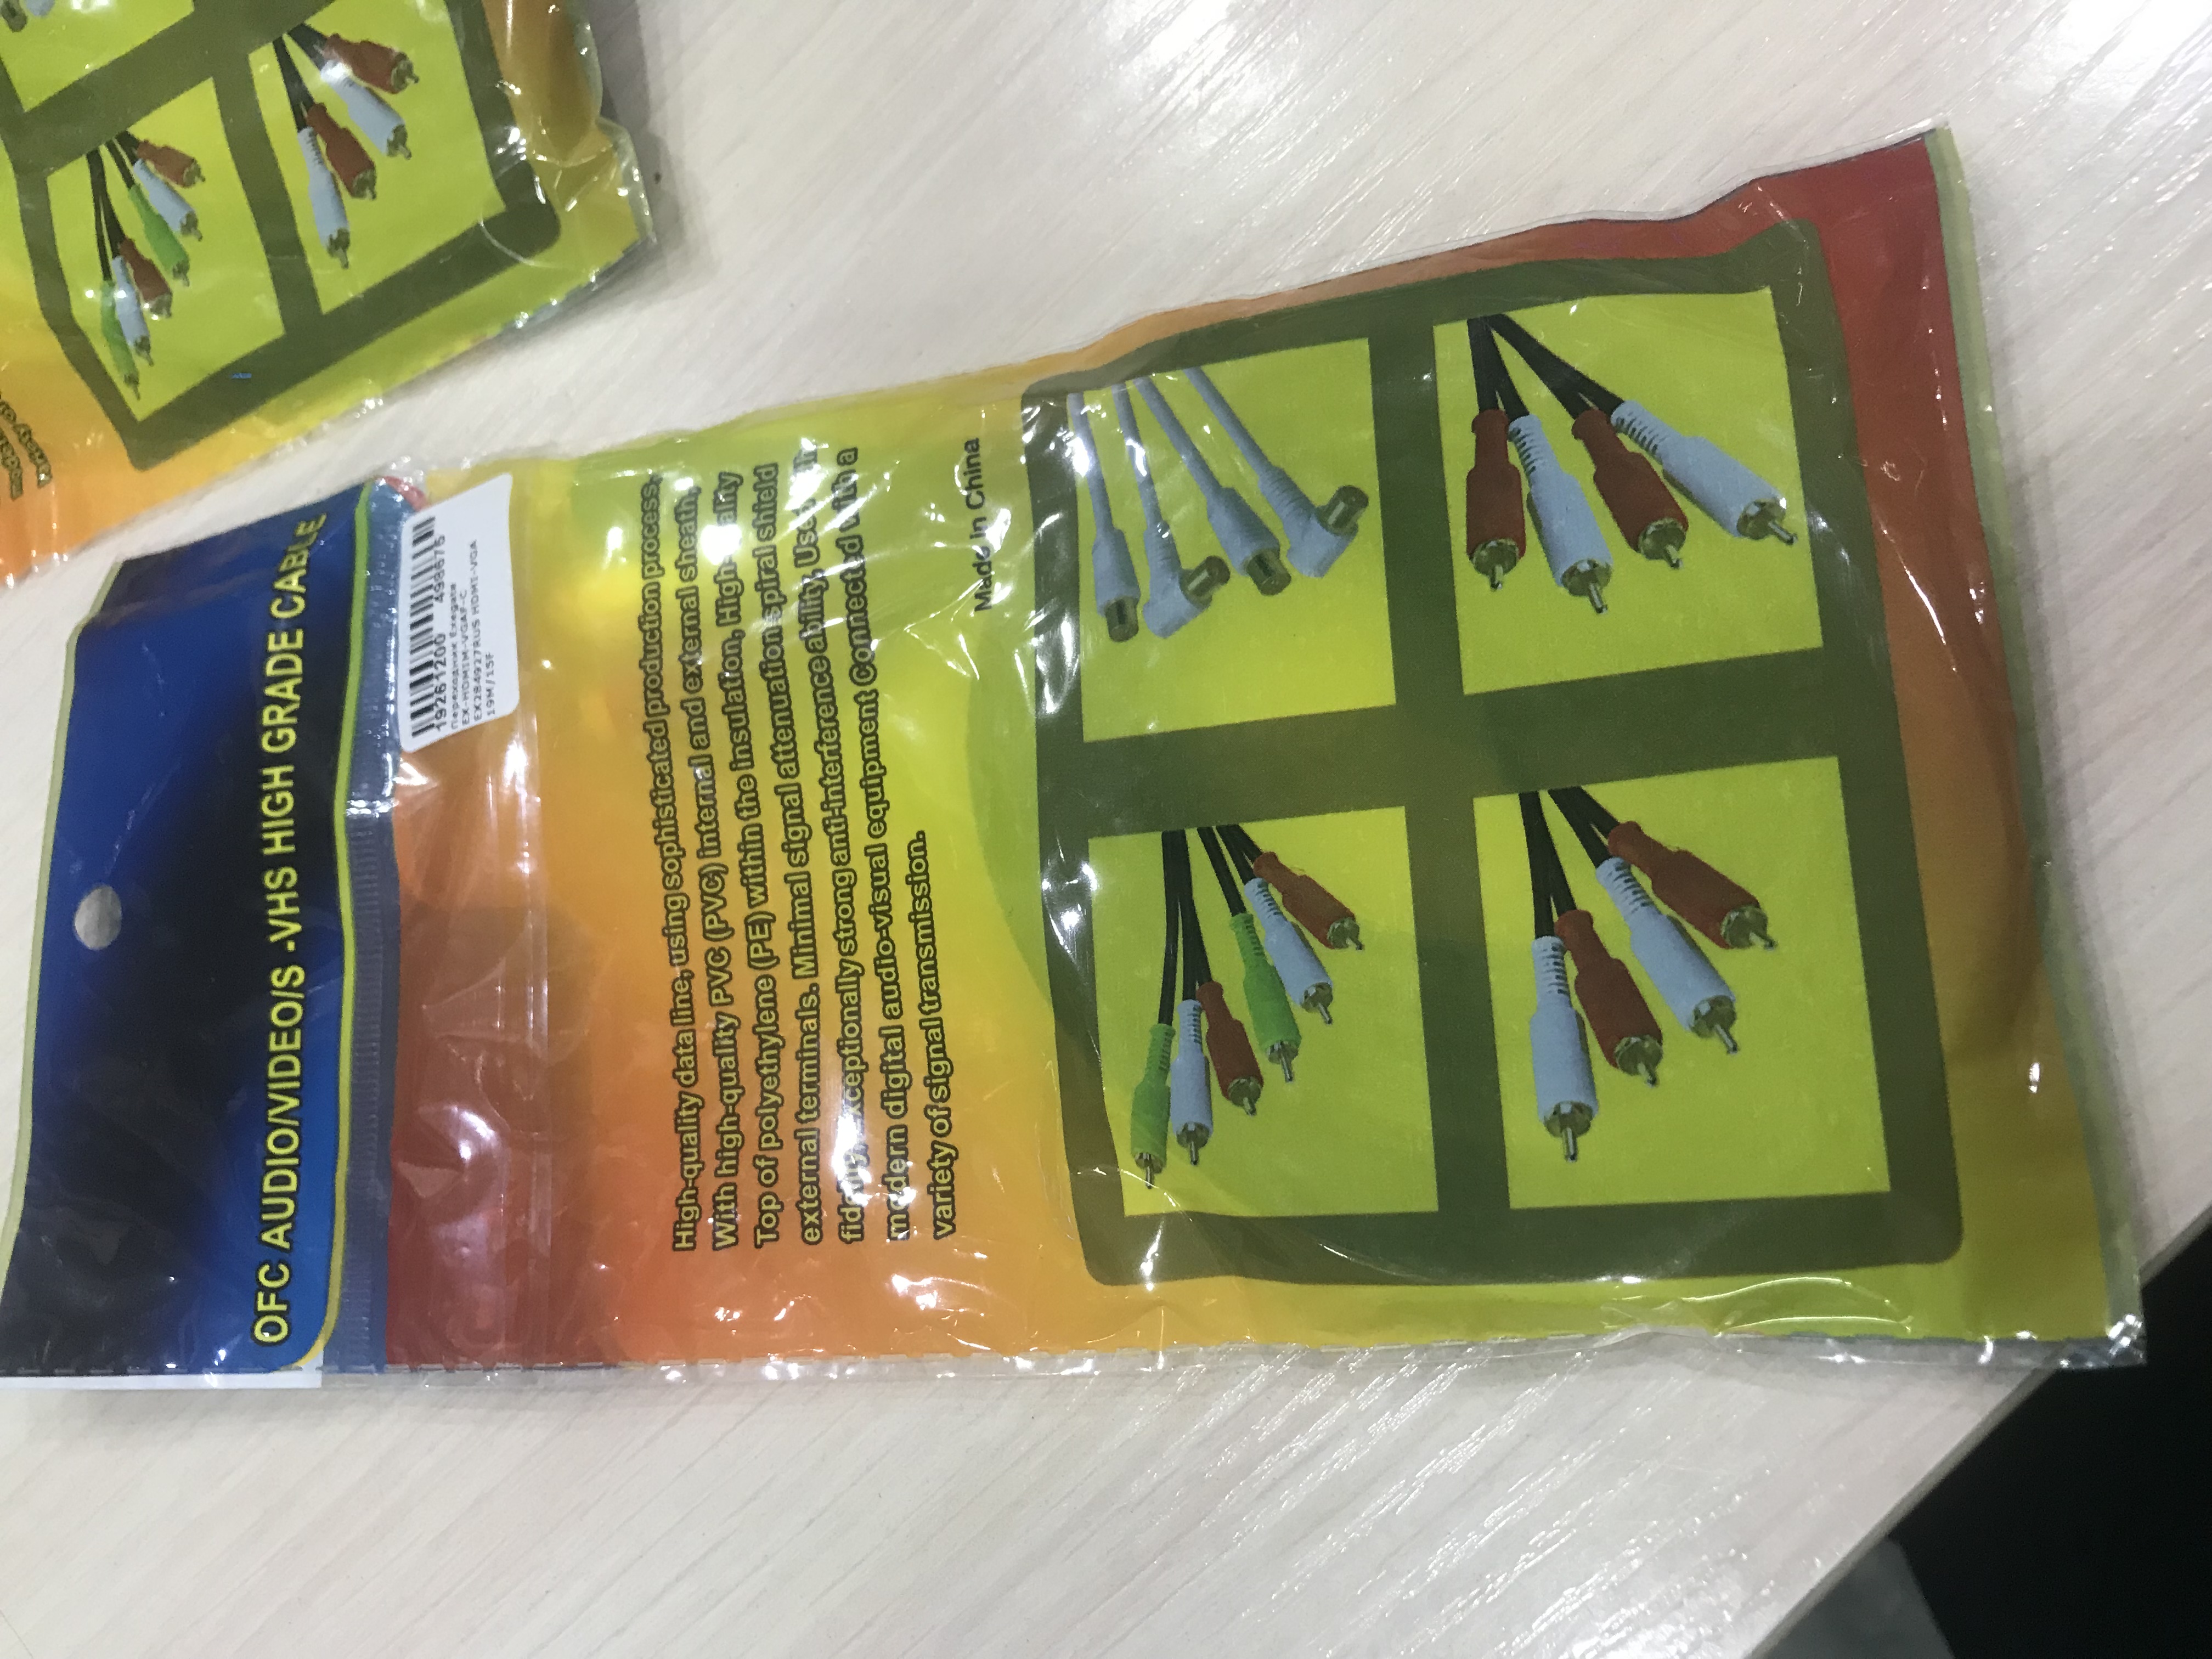 OFC AUDIO/VIDEO/S -VHS HIGH GRADE CABLE
19261200 498675
Переходник Exegate
EX-HDMIM-VGAF-C
EX284927RUS HDMI-VGA
19M/15F
High-quality data line, using sophisticated production process,
With high-quality PVC (PVC) internal and external sheath,
Top of polyethylene (PE) within the insulation, High-quality
external terminals. Minimal signal attenuation spiral shield
exceptionally strong anti-interference ability. Used in
modern digital audio-visual equipment Connected with a
variety of signal transmission.
Made in China